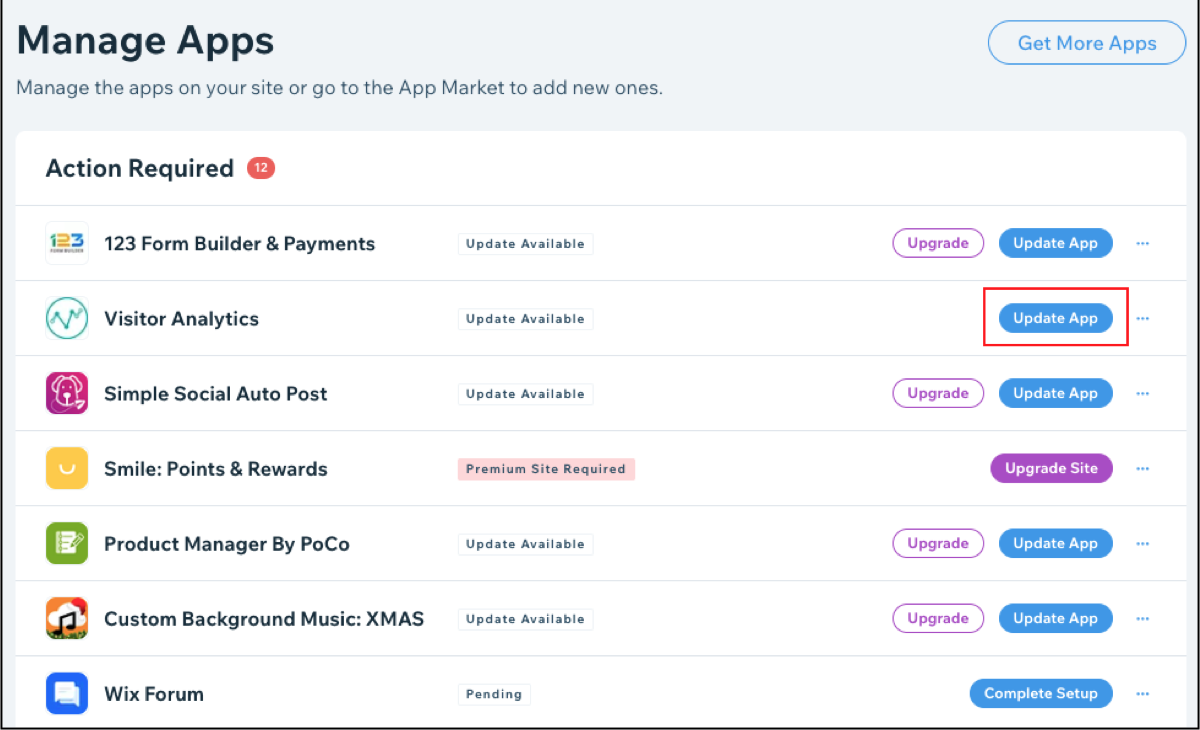 Manage Apps
Get More Apps
Manage the apps on your site or go to the App Market to add new ones.
Action Required 12
123 FORM BUILDER 123 Form Builder & Payments Update Available Upgrade Update App ...
Visitor Analytics Update Available Update App ...
Simple Social Auto Post Update Available Upgrade Update App ...
Smile: Points & Rewards Premium Site Required Upgrade Site ...
Product Manager By PoCo Update Available Upgrade Update App ...
Custom Background Music: XMAS Update Available Upgrade Update App ...
Wix Forum Pending Complete Setup ...